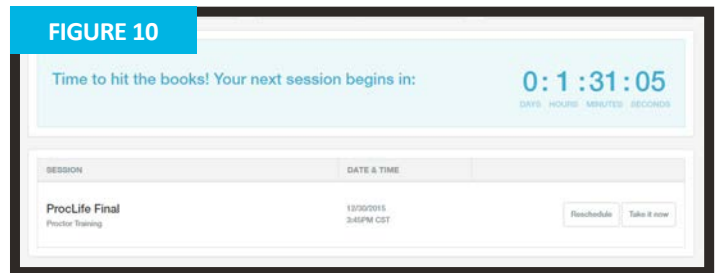 FIGURE 10
Time to hit the books! Your next session begins in:
0 : 1 : 31 : 05
DAYS HOURS MINUTES SECONDS
SESSION DATE & TIME
ProcLife Final
Proctor Training
12/30/2015
3:45PM CST
Reschedule Take it now